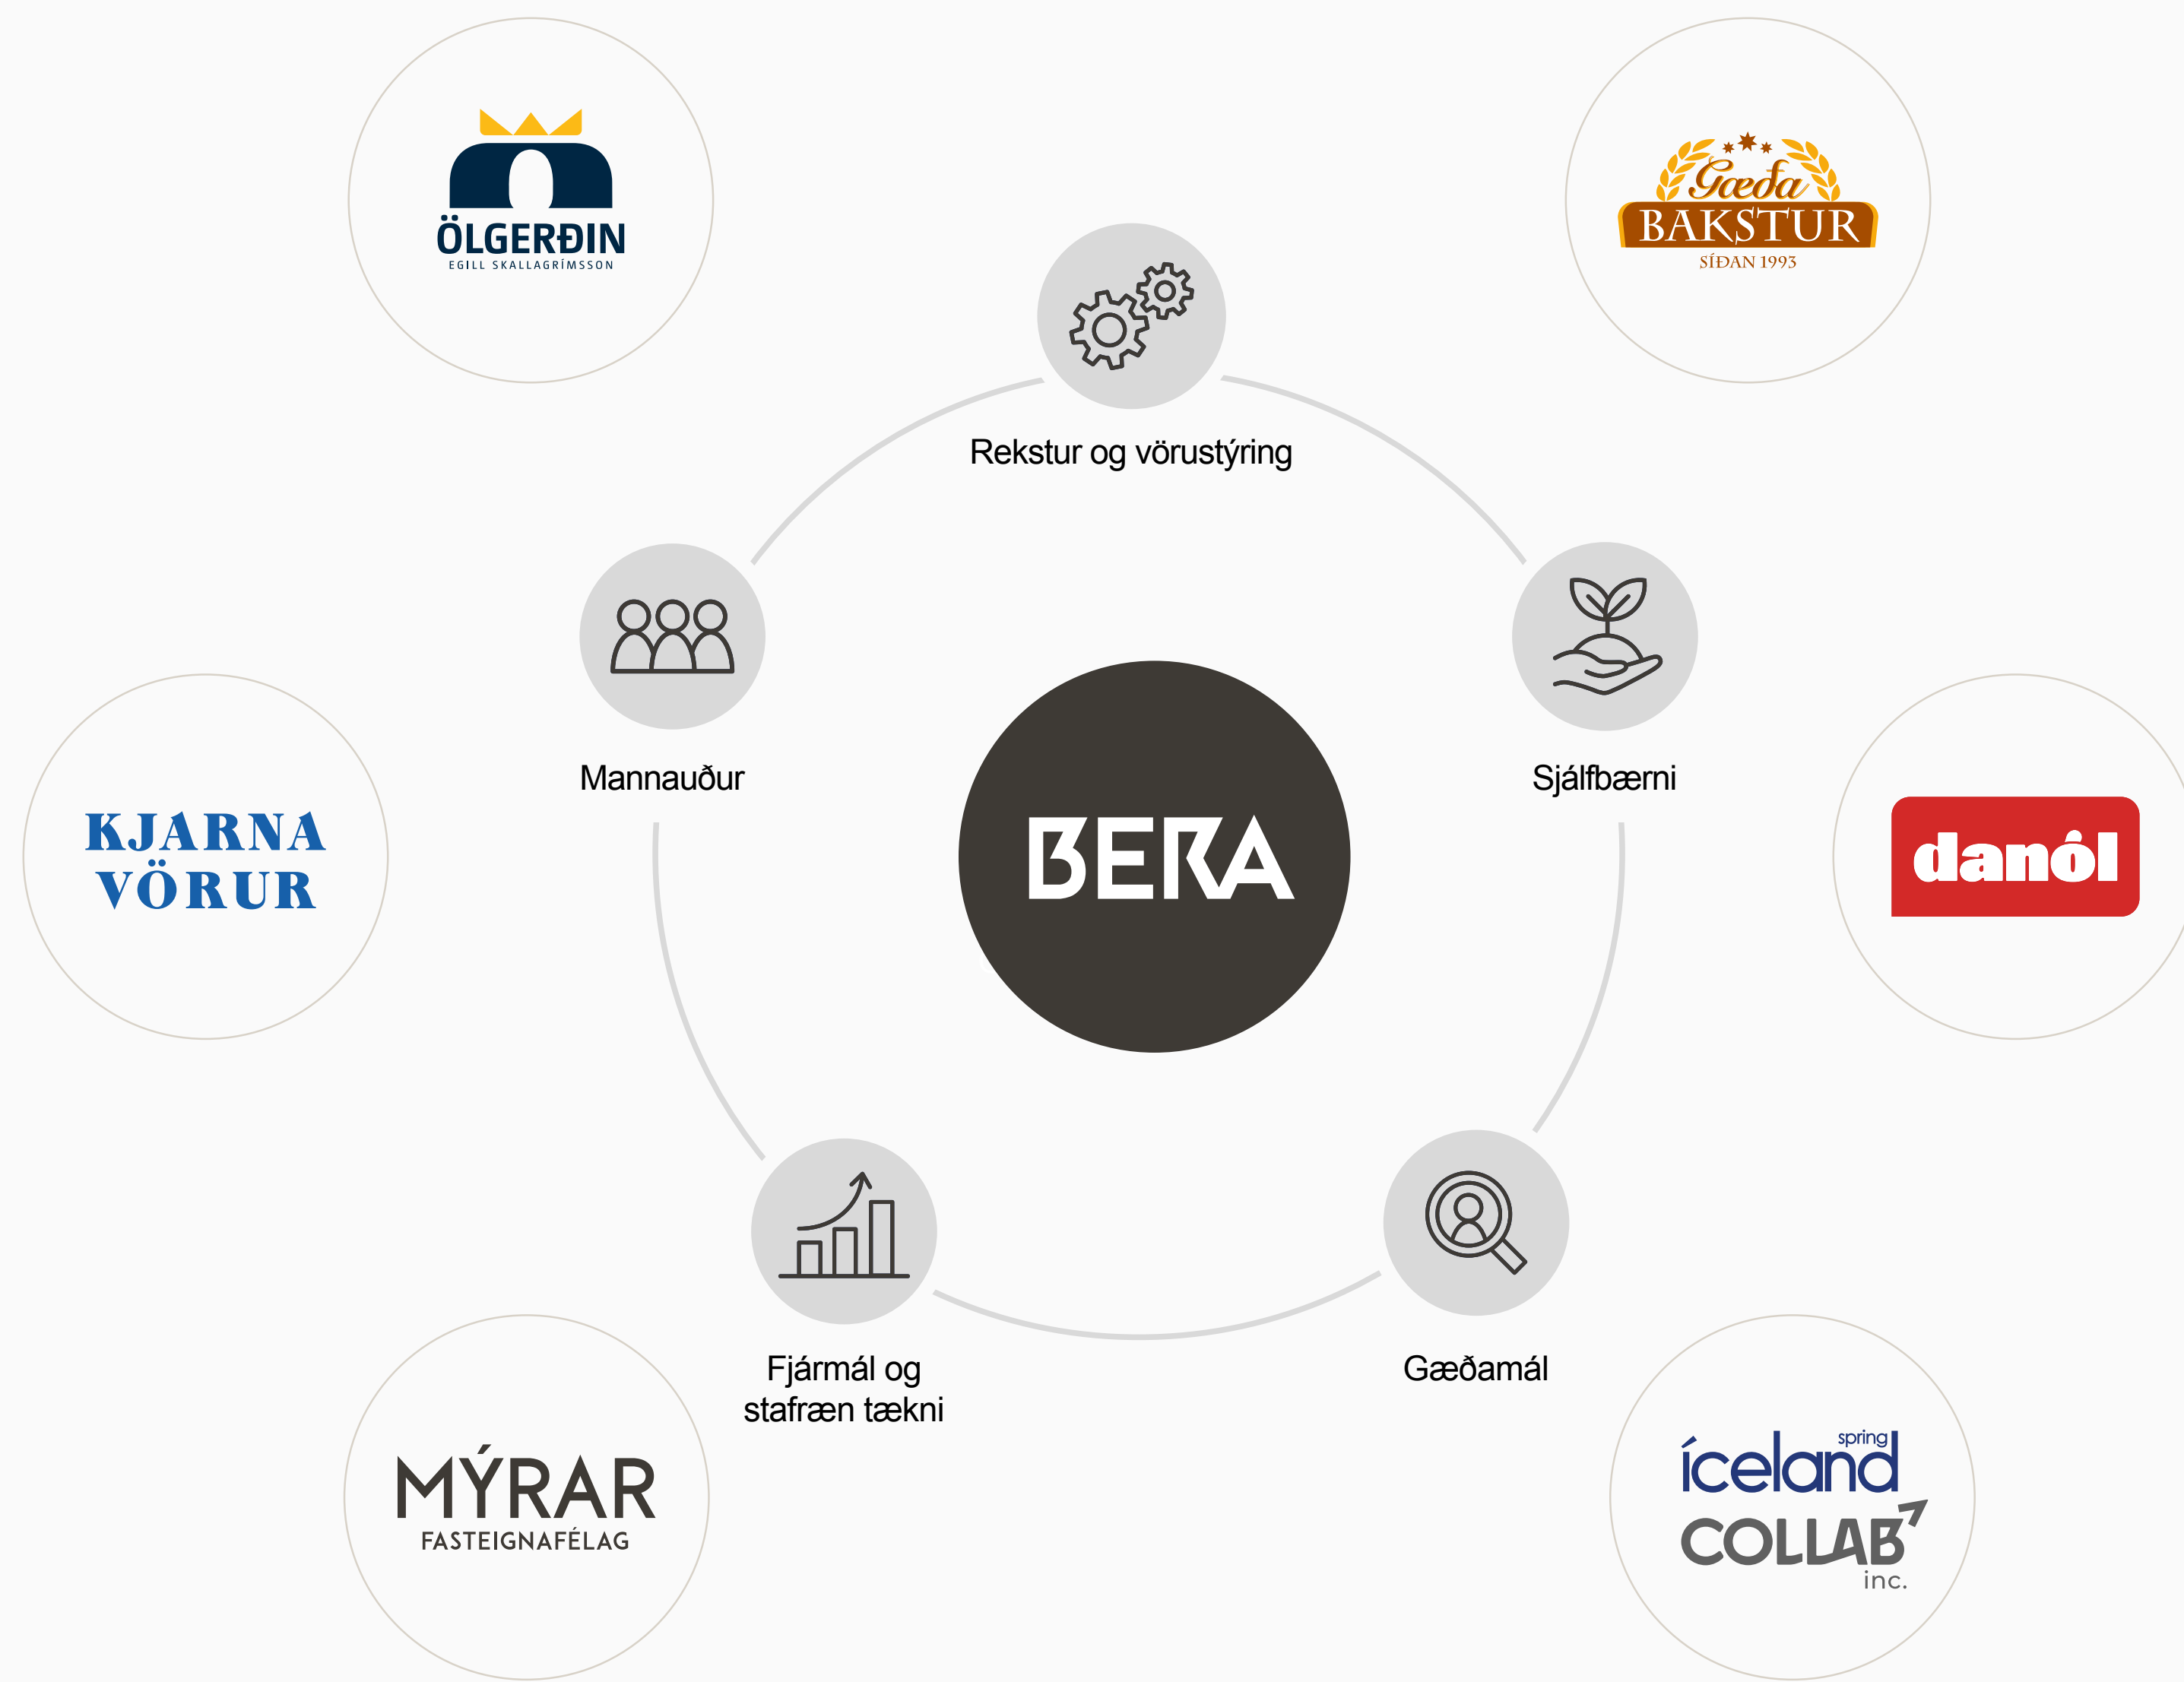 ÖLGERÐIN
EGILL SKALLAGRÍMSSON
Gæða
BAKSTUR
SÍÐAN 1993
Rekstur og vörustýring
Mannauður
Sjálfbærni
KJARNA
VÖRUR
BERA
danól
Fjármál og
stafræn tækni
Gæðamál
MÝRAR
FASTEIGNAFÉLAG
spring
íceland
COLLAB
inc.